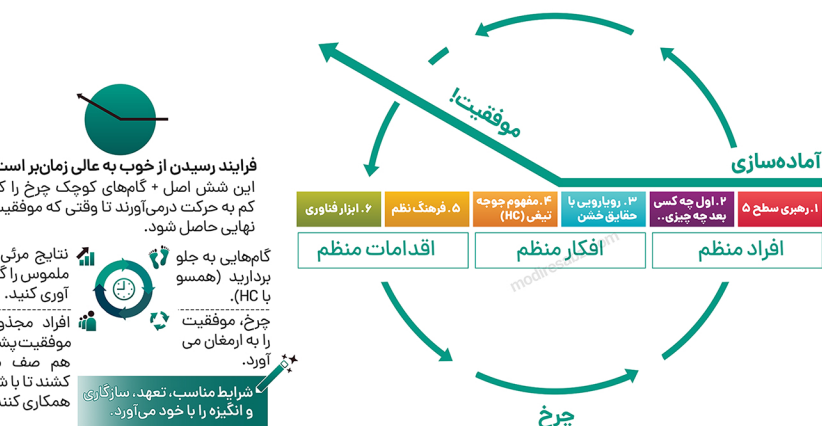 موفقیت!
آماده‌سازی
۱. رهبری سطح ۵
۲. اول چه کسی
بعد چه چیزی..
۳. رویارویی با
حقایق خشن
۴. مفهوم جوجه
تیغی (HC)
۵. فرهنگ نظم
۶. ابزار فناوری
افراد منظم
افکار منظم
اقدامات منظم
چرخ
فرایند رسیدن از خوب به عالی زمان‌بر است
این شش اصل + گام‌های کوچک چرخ را
کم به حرکت درمی‌آورند تا وقتی که موفقیت
نهایی حاصل شود.
گام‌هایی به جلو
بردارید (همسو
با HC).
چرخ، موفقیت
را به ارمغان می
آورد.
نتایج مرئی
ملموس را
آوری کنید.
افراد مجذو
موفقیت
هم صف
کشند تا با
همکاری کنند
شرایط مناسب، تعهد، سازگاری
و انگیزه را با خود می‌آورد.